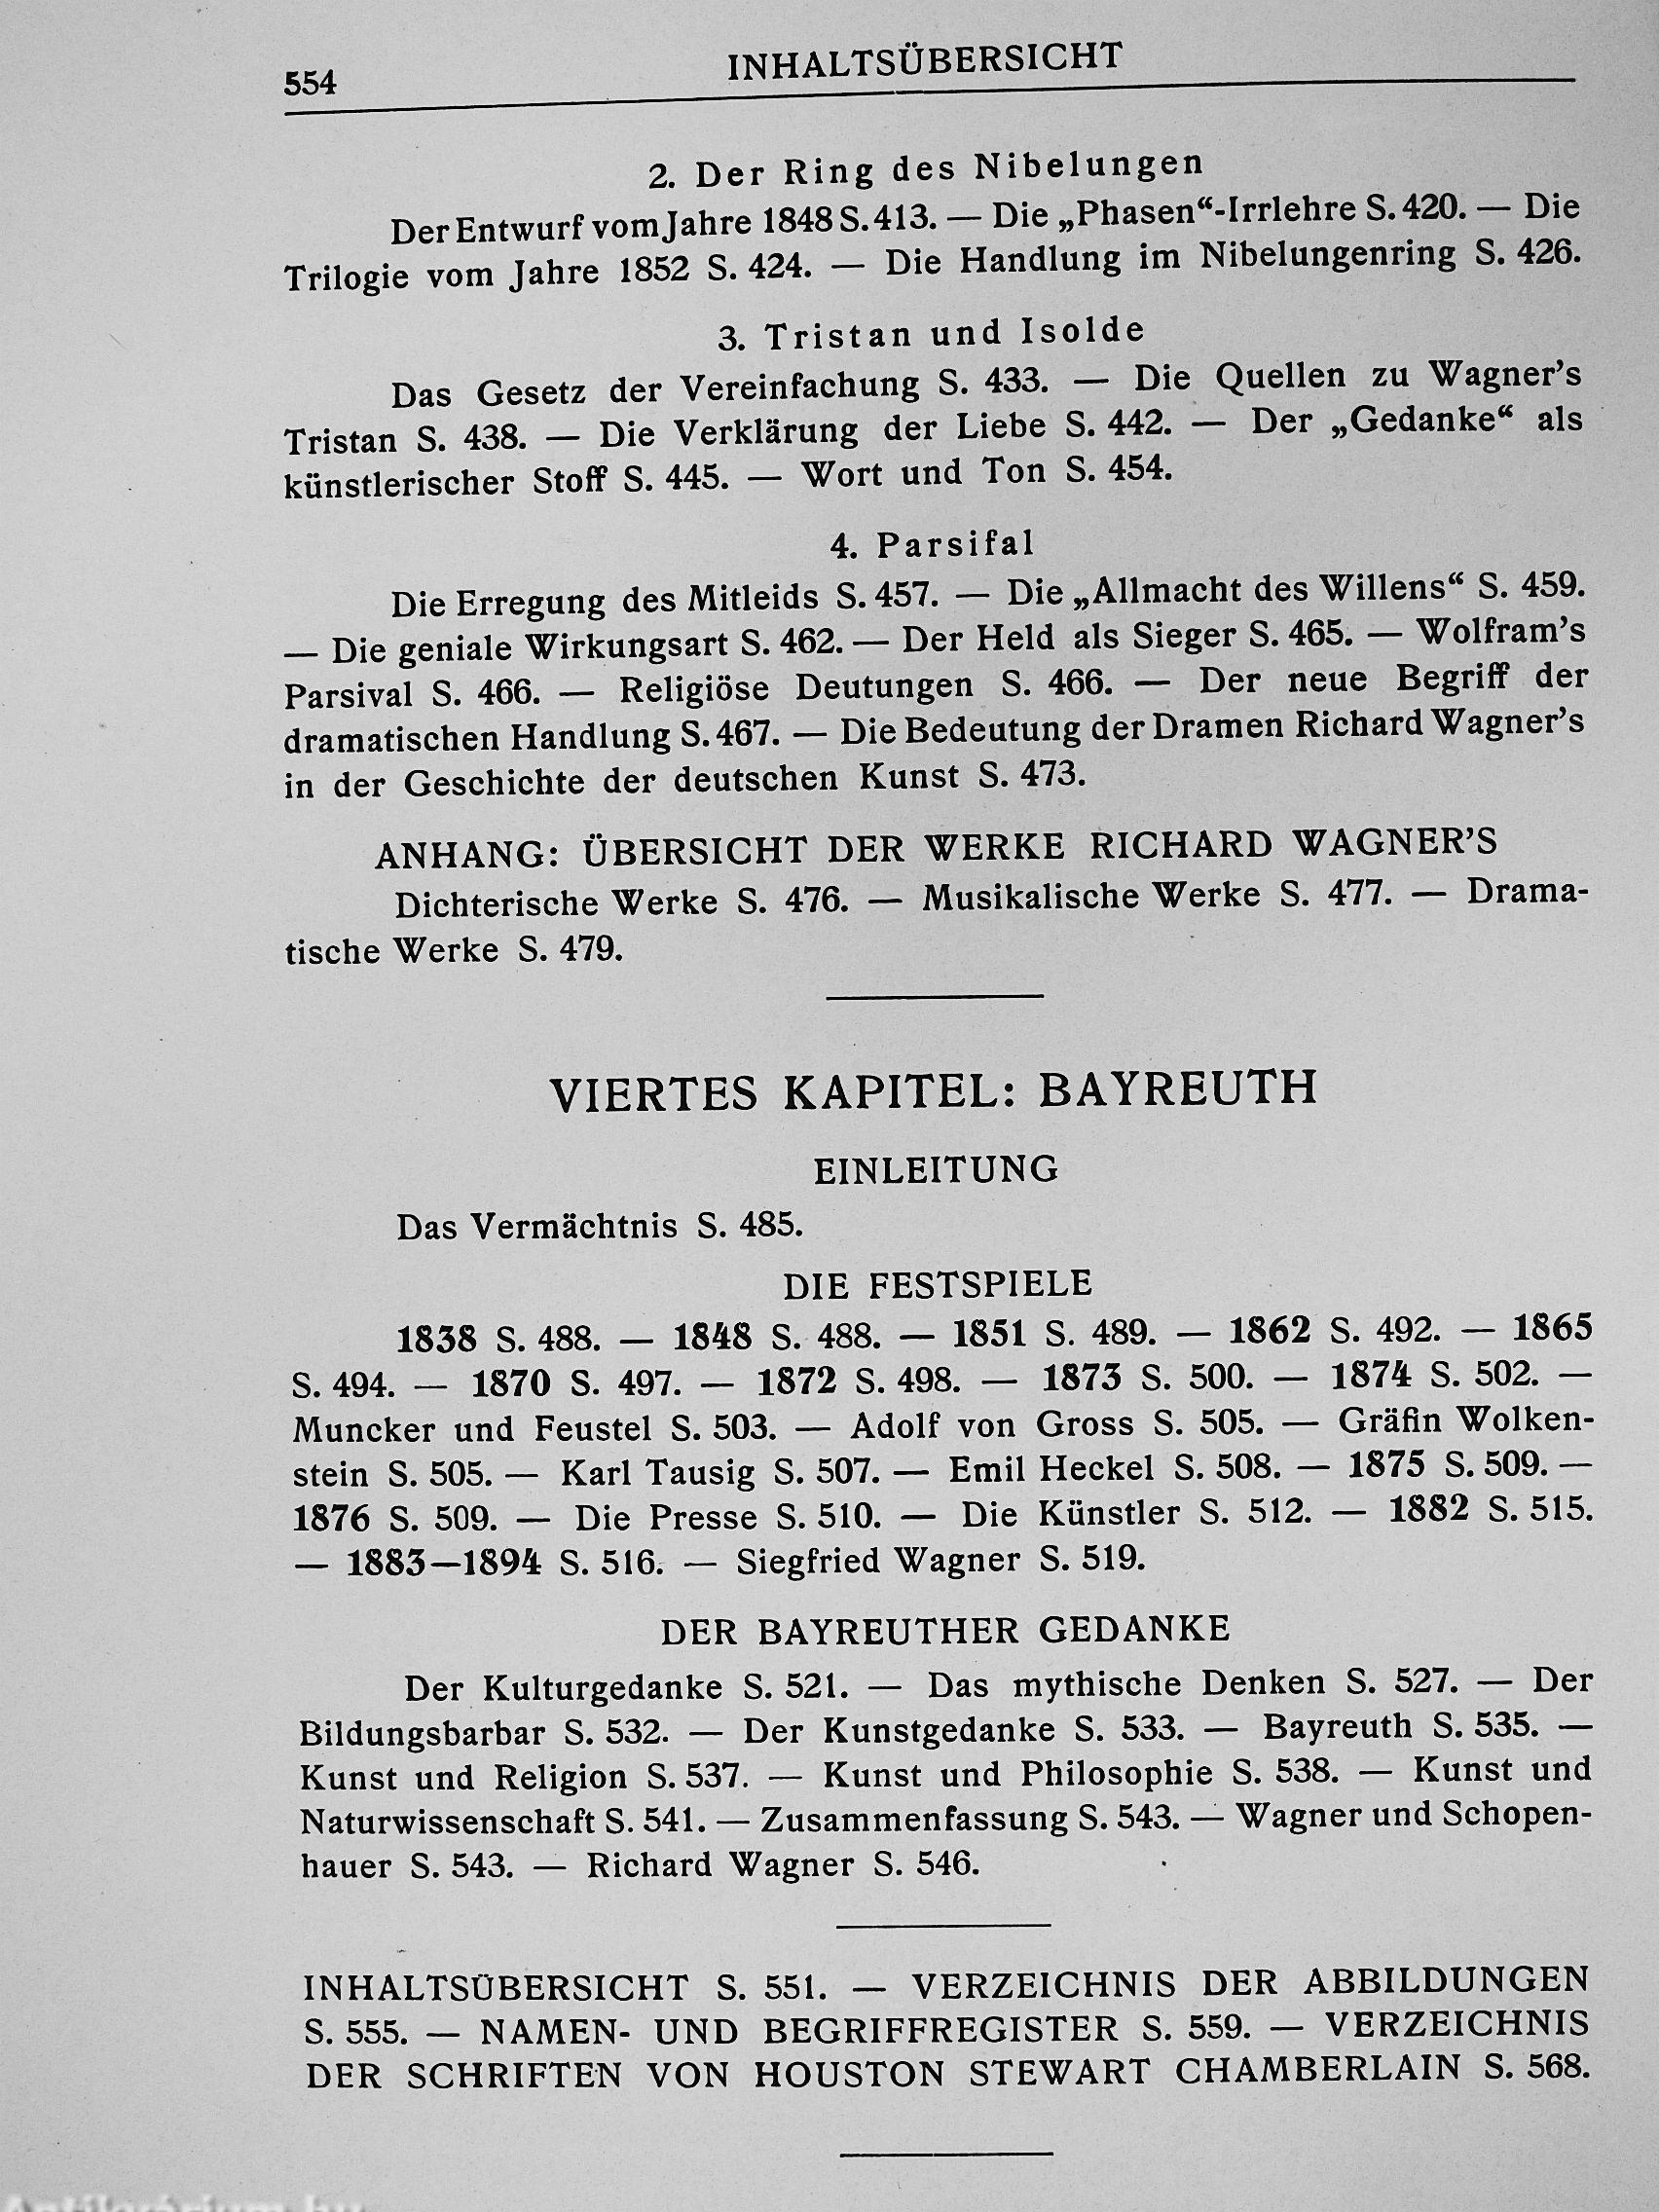 554
INHALTSÜBERSICHT
2. Der Ring des Nibelungen
Der Entwurf vom Jahre 1848 S. 413. — Die „Phasen“-Irrlehre S. 420. — Die
Trilogie vom Jahre 1852 S. 424. — Die Handlung im Nibelungenring S. 426.
3. Tristan und Isolde
Das Gesetz der Vereinfachung S. 433. — Die Quellen zu Wagner’s
Tristan S. 438. — Die Verklärung der Liebe S. 442. — Der „Gedanke“ als
künstlerischer Stoff S. 445. — Wort und Ton S. 454.
4. Parsifal
Die Erregung des Mitleids S. 457. — Die „Allmacht des Willens“ S. 459.
— Die geniale Wirkungsart S. 462. — Der Held als Sieger S. 465. — Wolfram’s
Parsival S. 466. — Religiöse Deutungen S. 466. — Der neue Begriff der
dramatischen Handlung S. 467. — Die Bedeutung der Dramen Richard Wagner’s
in der Geschichte der deutschen Kunst S. 473.
ANHANG: ÜBERSICHT DER WERKE RICHARD WAGNER’S
Dichterische Werke S. 476. — Musikalische Werke S. 477. — Drama-
tische Werke S. 479.
VIERTES KAPITEL: BAYREUTH
EINLEITUNG
Das Vermächtnis S. 485.
DIE FESTSPIELE
1838 S. 488. — 1848 S. 488. — 1851 S. 489. — 1862 S. 492. — 1865
S. 494. — 1870 S. 497. — 1872 S. 498. — 1873 S. 500. — 1874 S. 502. —
Muncker und Feustel S. 503. — Adolf von Gross S. 505. — Gräfin Wolken-
stein S. 505. — Karl Tausig S. 507. — Emil Heckel S. 508. — 1875 S. 509. —
1876 S. 509. — Die Presse S. 510. — Die Künstler S. 512. — 1882 S. 515.
— 1883—1894 S. 516. — Siegfried Wagner S. 519.
DER BAYREUTHER GEDANKE
Der Kulturgedanke S. 521. — Das mythische Denken S. 527. — Der
Bildungsbarbar S. 532. — Der Kunstgedanke S. 533. — Bayreuth S. 535. —
Kunst und Religion S. 537. — Kunst und Philosophie S. 538. — Kunst und
Naturwissenschaft S. 541. — Zusammenfassung S. 543. — Wagner und Schopen-
hauer S. 543. — Richard Wagner S. 546.
INHALTSÜBERSICHT S. 551. — VERZEICHNIS DER ABBILDUNGEN
S. 555. — NAMEN- UND BEGRIFFREGISTER S. 559. — VERZEICHNIS
DER SCHRIFTEN VON HOUSTON STEWART CHAMBERLAIN S. 568.